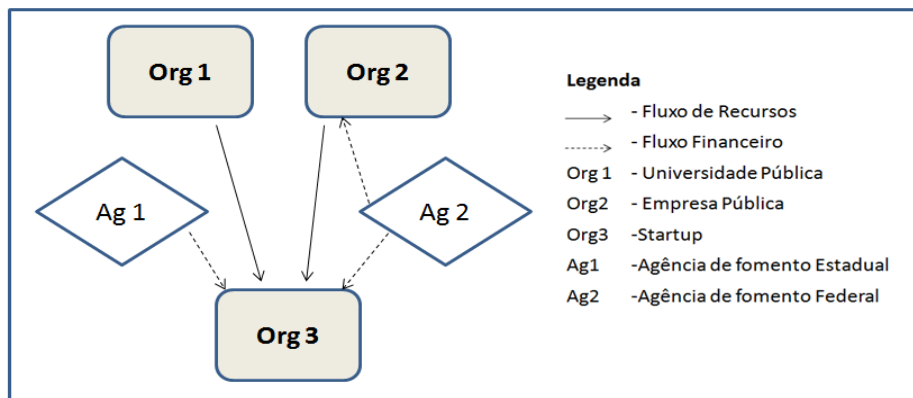 Org 1
Org 2
Ag 1
Ag 2
Org 3
Legenda
- Fluxo de Recursos
- Fluxo Financeiro
Org 1 - Universidade Pública
Org2 - Empresa Pública
Org3 -Startup
Ag1 -Agência de fomento Estadual
Ag2 -Agência de fomento Federal